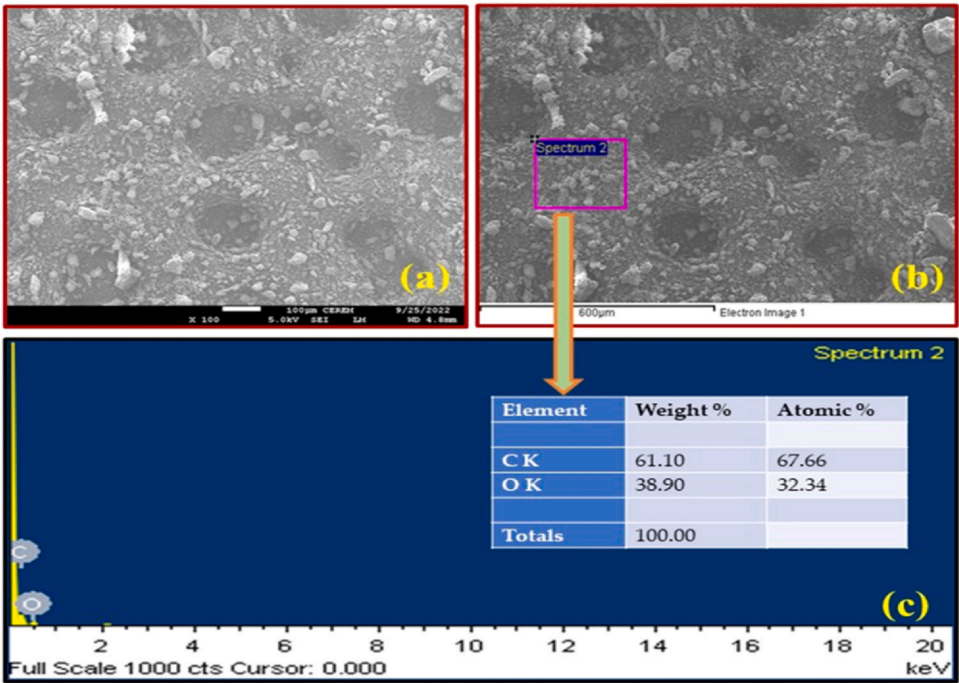 (a)
100μm CEREM 9/25/2022
X 100 5.0kV SEI LM WD 4.8mm
Spectrum 2
(b)
600μm Electron Image 1
Spectrum 2
Element Weight % Atomic %
C K 61.10 67.66
O K 38.90 32.34
Totals 100.00
C
O
(c)
2 4 6 8 10 12 14 16 18 20
Full Scale 1000 cts Cursor: 0.000 keV